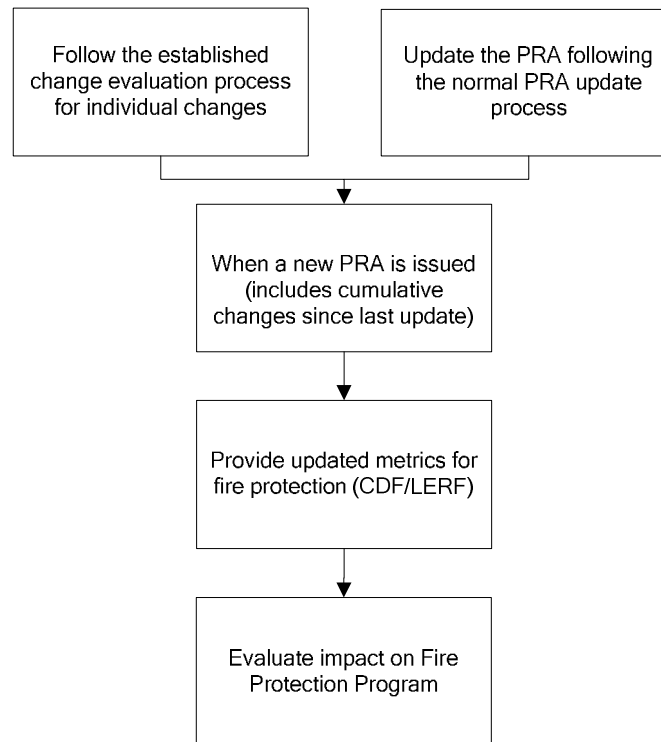 Follow the established
change evaluation process
for individual changes
Update the PRA following
the normal PRA update
process
When a new PRA is issued
(includes cumulative
changes since last update)
Provide updated metrics for
fire protection (CDF/LERF)
Evaluate impact on Fire
Protection Program